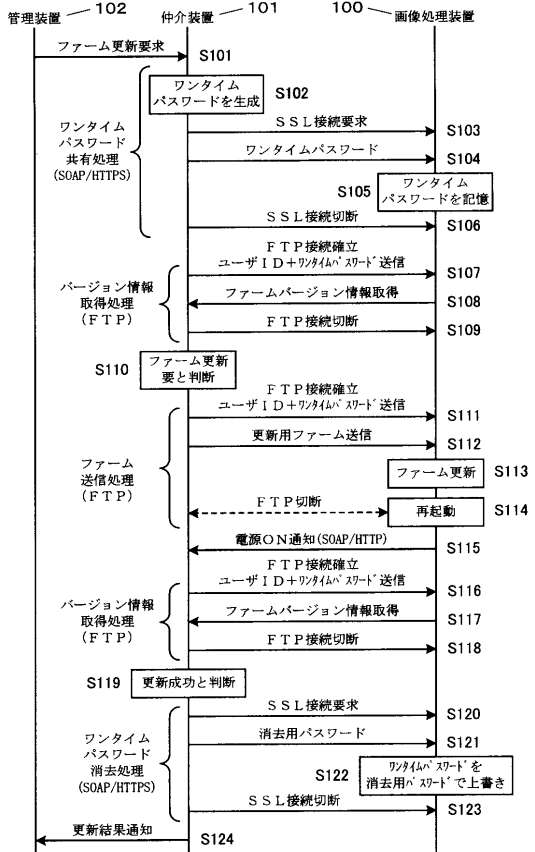 管理装置 102
仲介装置 101
100 画像処理装置
ファーム更新要求
S101
ワンタイム
パスワードを生成
S102
SSL接続要求
S103
ワンタイム
パスワード
共有処理
(SOAP/HTTPS)
ワンタイムパスワード
S104
S105
ワンタイム
パスワードを記憶
SSL接続切断
S106
FTP接続確立
ユーザID+ワンタイムパスワード送信
S107
バージョン情報
取得処理
(FTP)
ファームバージョン情報取得
S108
FTP接続切断
S109
S110
ファーム更新
要と判断
FTP接続確立
ユーザID+ワンタイムパスワード送信
S111
更新用ファーム送信
S112
ファーム
送信処理
(FTP)
ファーム更新
S113
FTP切断
再起動
S114
電源ON通知(SOAP/HTTP)
S115
FTP接続確立
ユーザID+ワンタイムパスワード送信
S116
バージョン情報
取得処理
(FTP)
ファームバージョン情報取得
S117
FTP接続切断
S118
S119
更新成功と判断
SSL接続要求
S120
ワンタイム
パスワード
消去処理
(SOAP/HTTPS)
消去用パスワード
S121
S122
ワンタイムパスワードを
消去用パスワードで上書き
SSL接続切断
S123
更新結果通知
S124